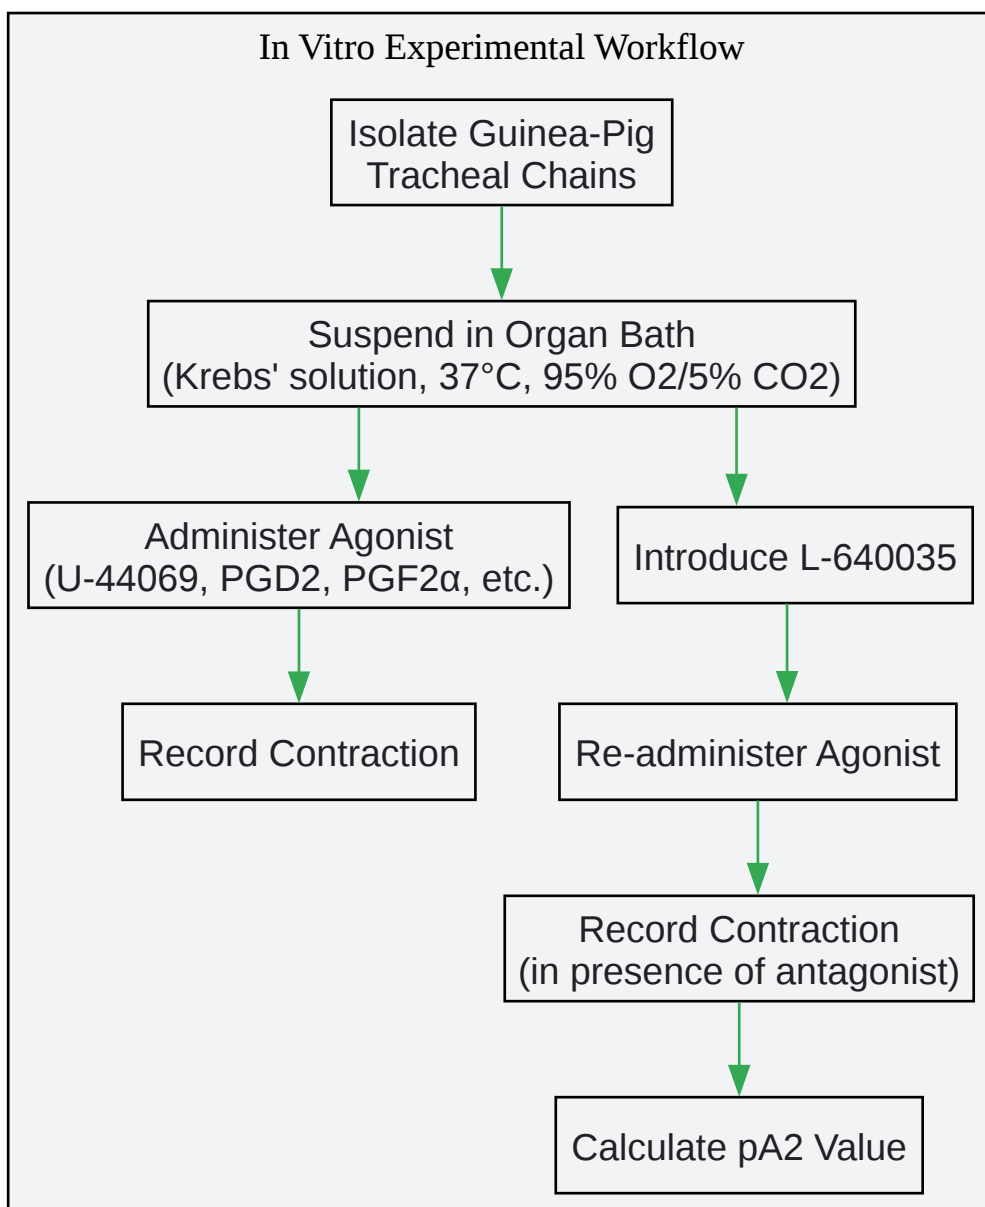 In Vitro Experimental Workflow
Isolate Guinea-Pig
Tracheal Chains
Suspend in Organ Bath
(Krebs' solution, 37°C, 95% O2/5% CO2)
Administer Agonist
(U-44069, PGD2, PGF2α, etc.)
Introduce L-640035
Record Contraction
Re-administer Agonist
Record Contraction
(in presence of antagonist)
Calculate pA2 Value